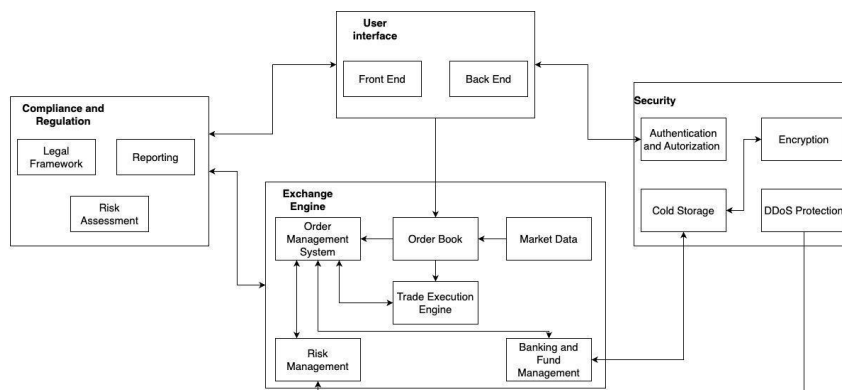 User
interface
Front End
Back End
Compliance and
Regulation
Legal
Framework
Reporting
Risk
Assessment
Security
Authentication
and Autorization
Encryption
Cold Storage
DDoS Protection
Exchange
Engine
Order
Management
System
Order Book
Market Data
Trade Execution
Engine
Risk
Management
Banking and
Fund
Management